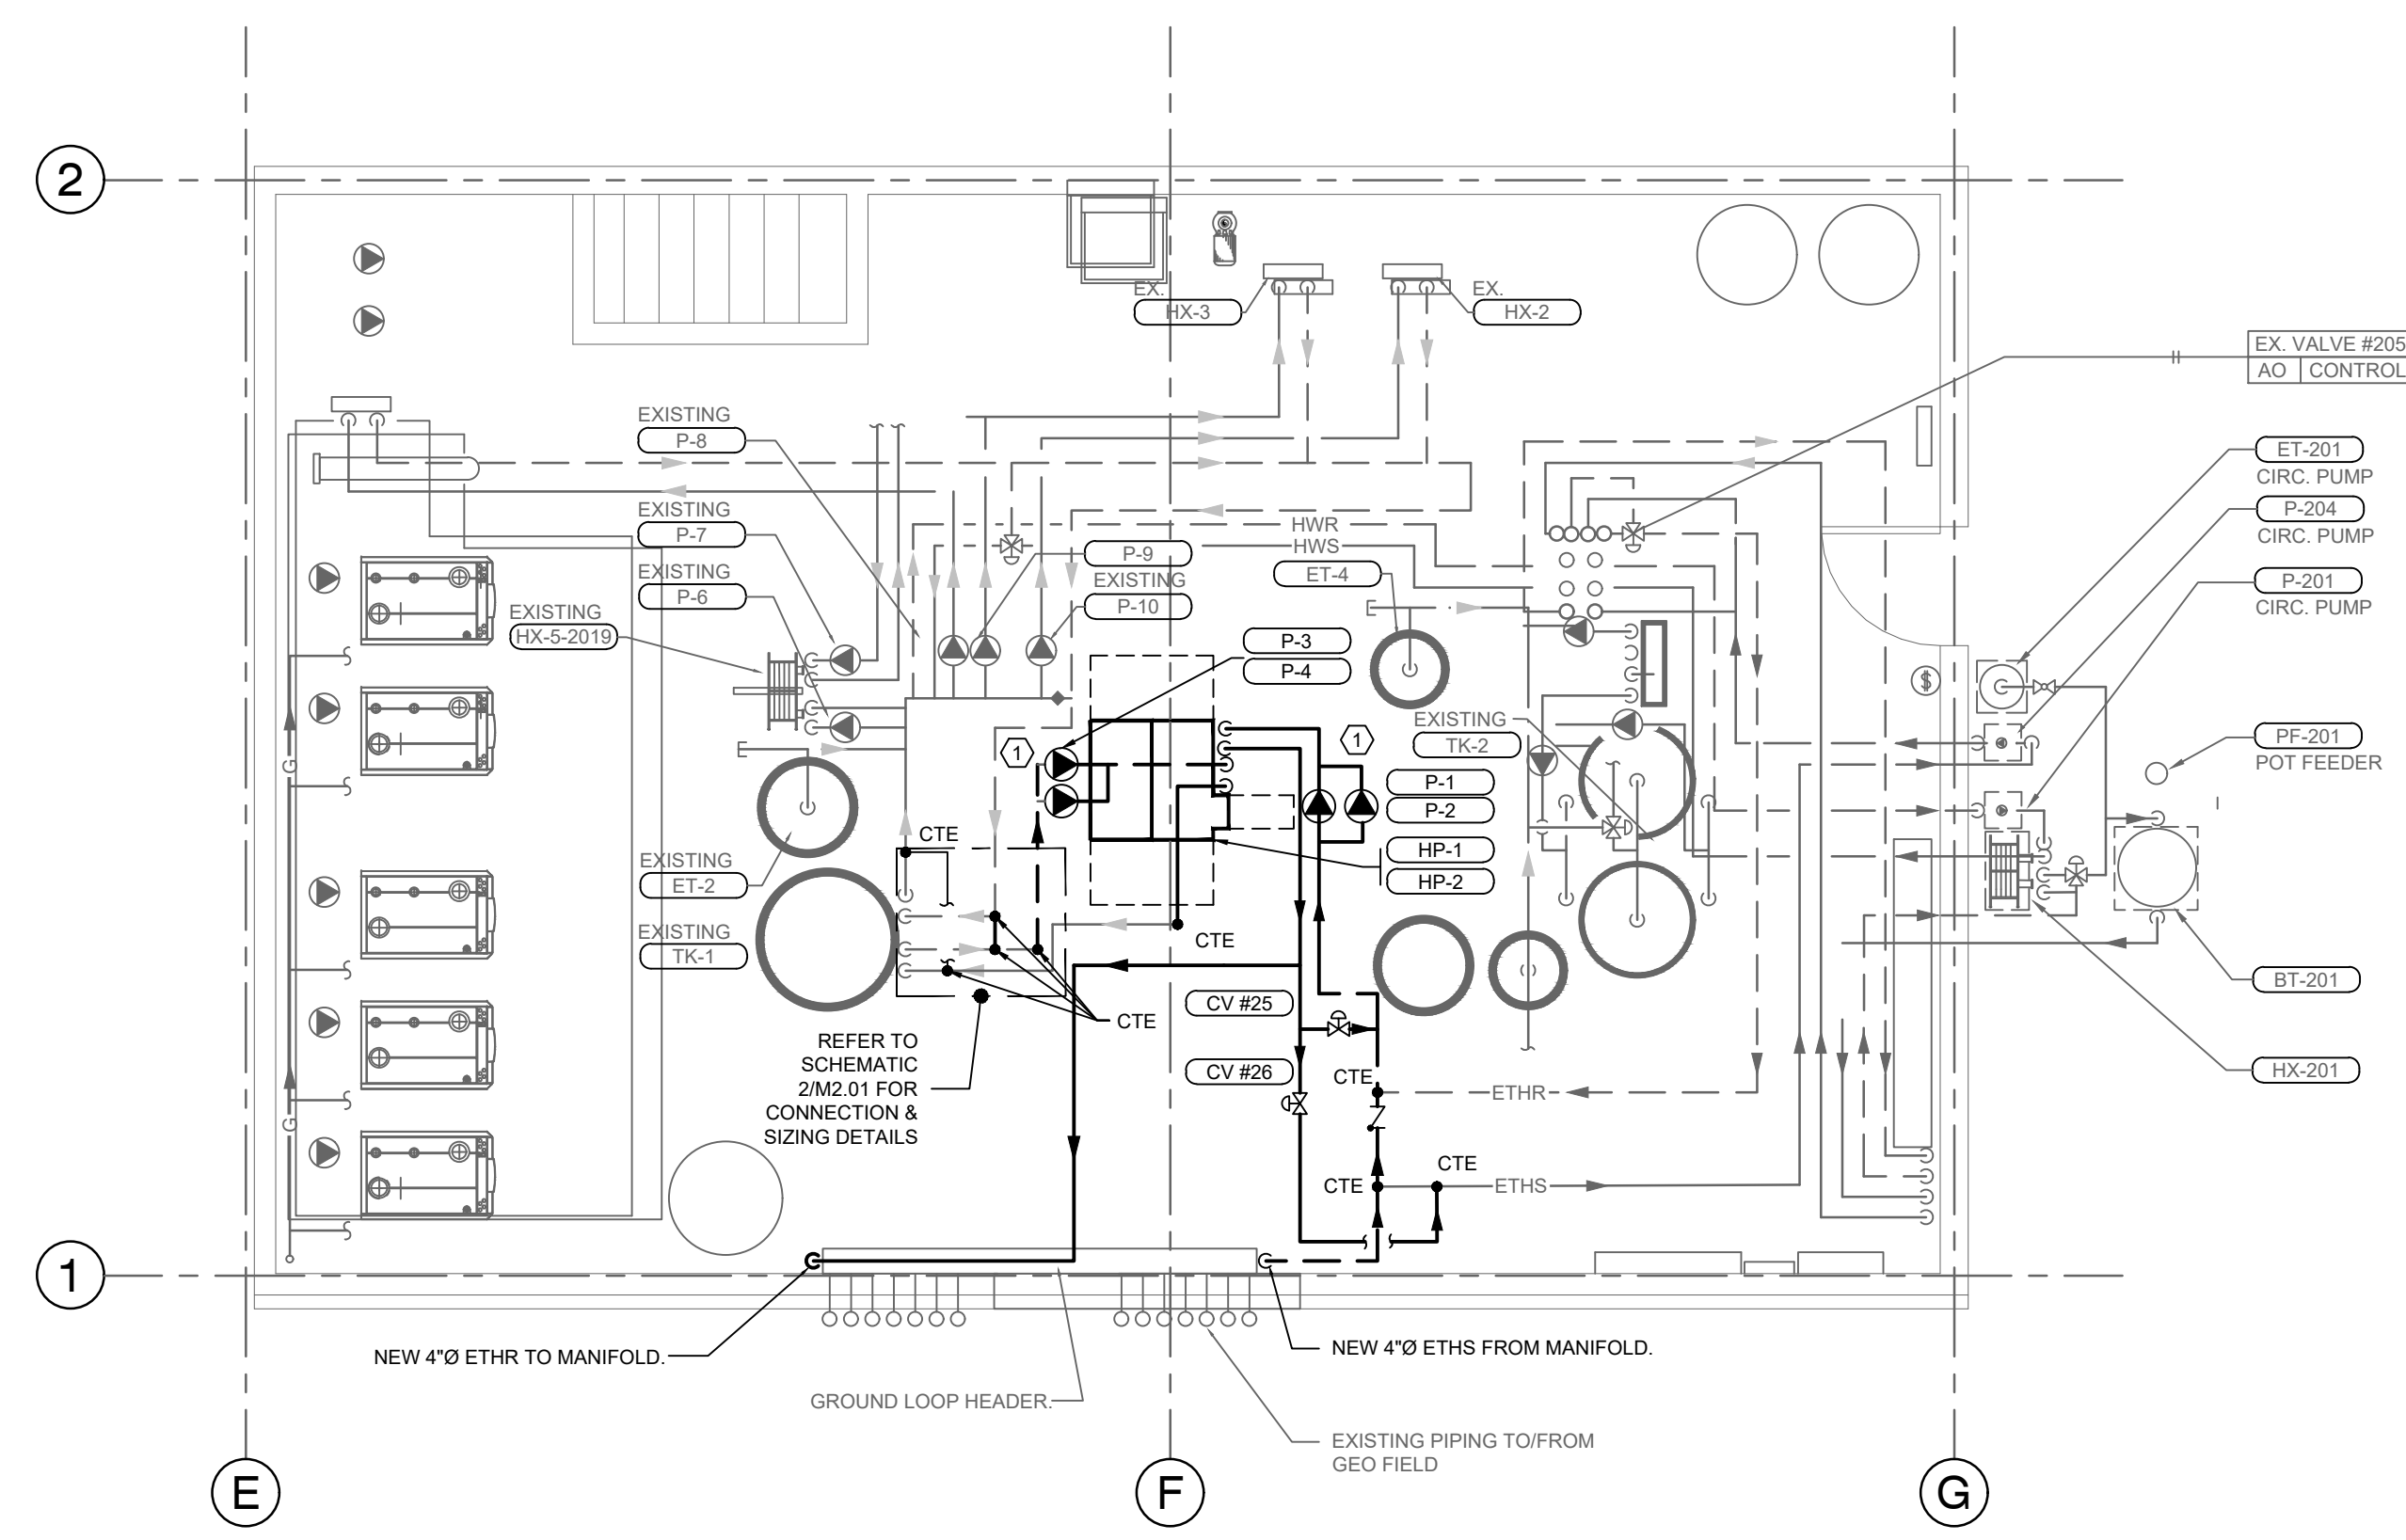 2
EX.
HX-3
EX.
HX-2
EX. VALVE #205
AO CONTROL
EXISTING
P-8
ET-201
CIRC. PUMP
EXISTING
P-7
P-204
CIRC. PUMP
HWR
HWS
P-9
EXISTING
P-10
ET-4
EXISTING
P-6
P-201
CIRC. PUMP
EXISTING
HX-5-2019
P-3
P-4
$
EXISTING
TK-2
PF-201
POT FEEDER
1
1
G
P-1
P-2
CTE
HP-1
HP-2
EXISTING
ET-2
EXISTING
TK-1
CTE
BT-201
CV #25
CTE
REFER TO
SCHEMATIC
2/M2.01 FOR
CONNECTION &
SIZING DETAILS
CV #26
CTE
HX-201
ETHR
G
CTE
CTE
ETHS
1
NEW 4"Ø ETHR TO MANIFOLD.
NEW 4"Ø ETHS FROM MANIFOLD.
GROUND LOOP HEADER.
EXISTING PIPING TO/FROM
GEO FIELD
E
F
G